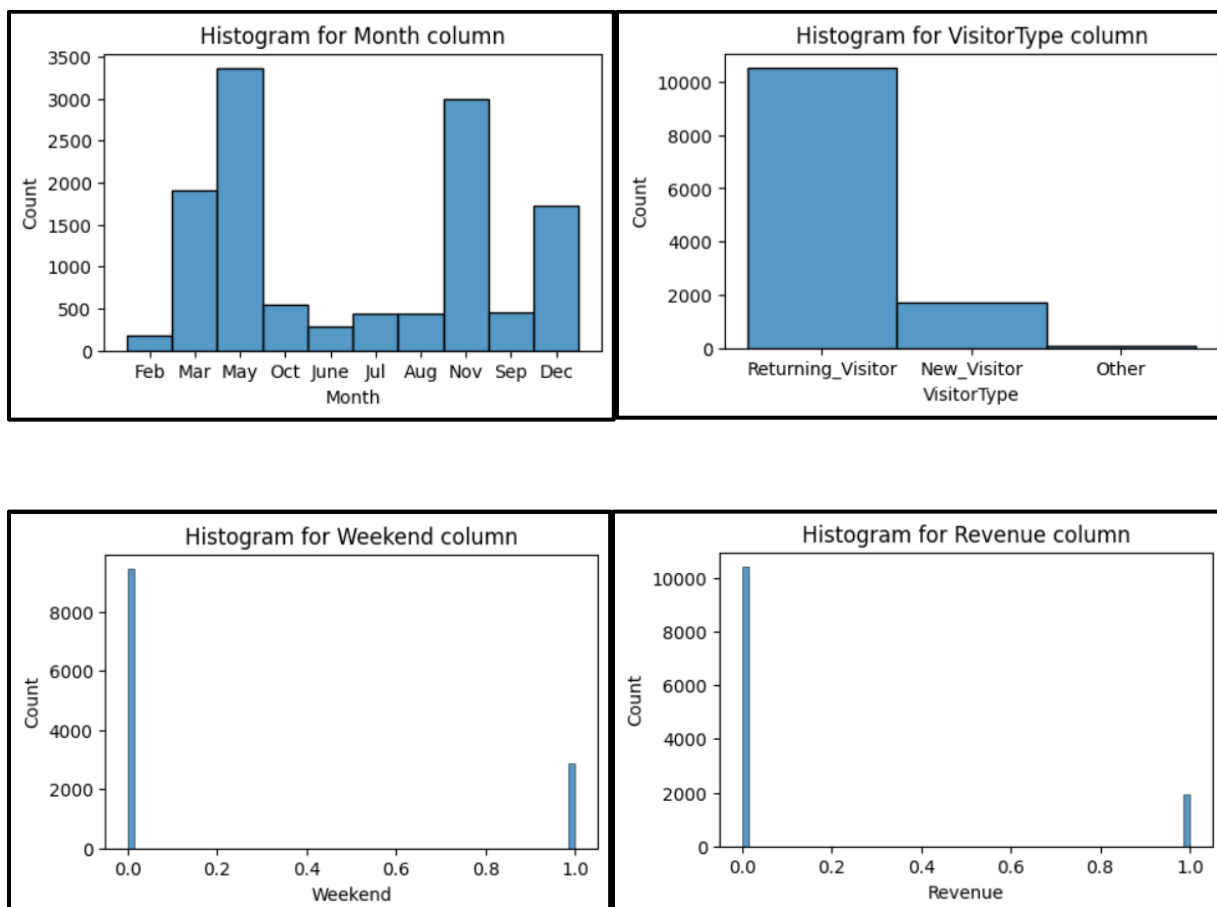 Histogram for Month column
3500
3000
2500
2000
1500
1000
500
0
Count
Feb Mar May Oct June Jul Aug Nov Sep Dec
Month
Histogram for VisitorType column
10000
8000
6000
4000
2000
0
Count
Returning_Visitor New_Visitor Other
VisitorType
Histogram for Weekend column
8000
6000
4000
2000
0
Count
0.0 0.2 0.4 0.6 0.8 1.0
Weekend
Histogram for Revenue column
10000
8000
6000
4000
2000
0
Count
0.0 0.2 0.4 0.6 0.8 1.0
Revenue